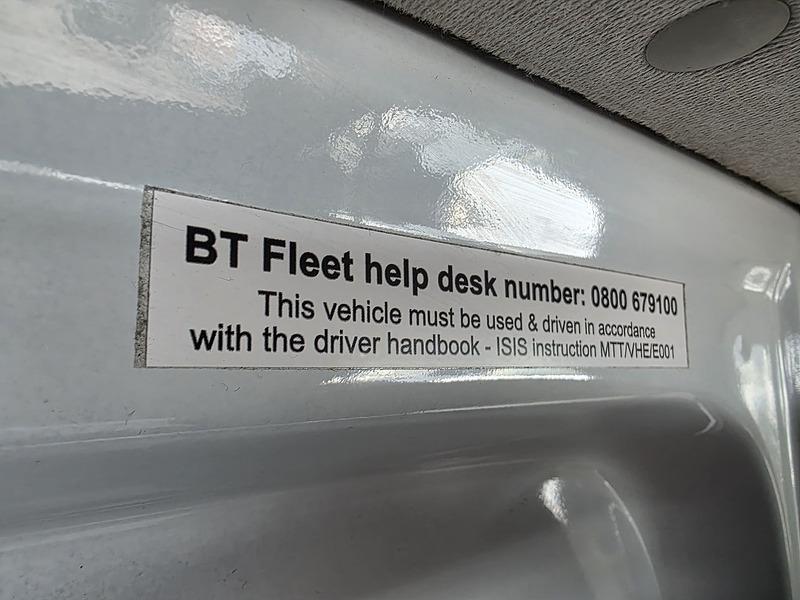 BT Fleet help desk number: 0800 679100
This vehicle must be used & driven in accordance
with the driver handbook - ISIS instruction MTT/VHE/E001